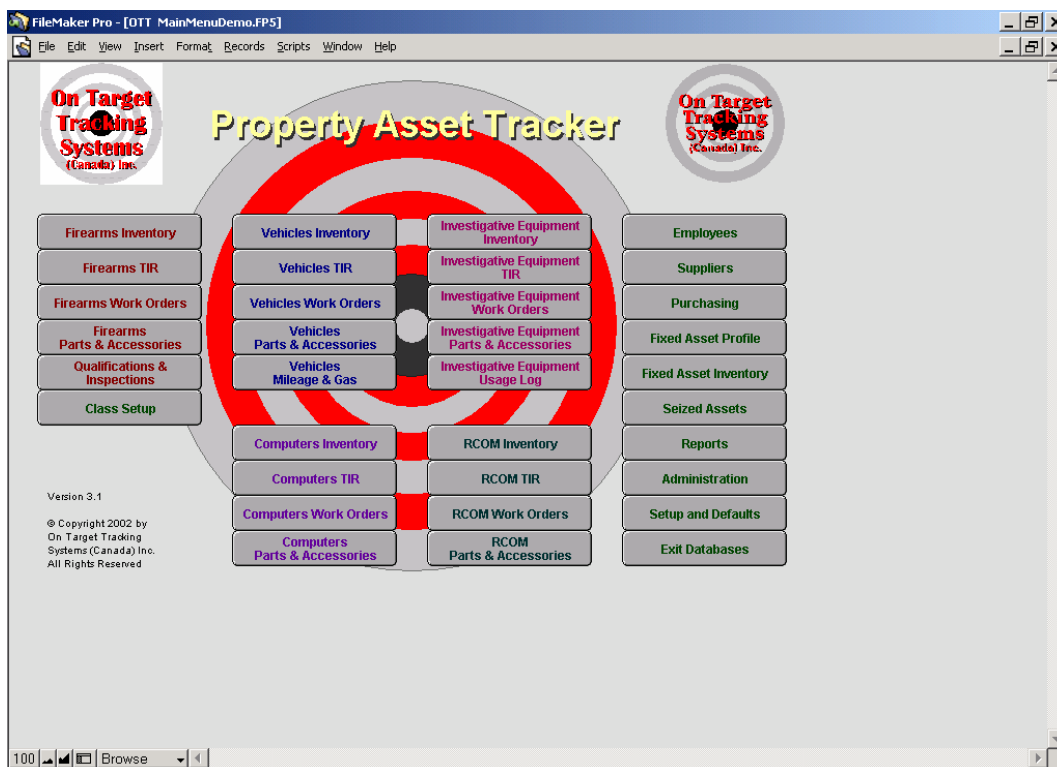 FileMaker Pro - [OTT MainMenuDemo.FP5]
File Edit View Insert Format Records Scripts Window Help
On Target
Tracking
Systems
(Canada) Inc.
Property Asset Tracker
On Target
Tracking
Systems
(Canada) Inc.
Firearms Inventory
Firearms TIR
Firearms Work Orders
Firearms
Parts & Accessories
Qualifications &
Inspections
Class Setup
Vehicles Inventory
Vehicles TIR
Vehicles Work Orders
Vehicles
Parts & Accessories
Vehicles
Mileage & Gas
Investigative Equipment
Inventory
Investigative Equipment
TIR
Investigative Equipment
Work Orders
Investigative Equipment
Parts & Accessories
Investigative Equipment
Usage Log
Computers Inventory
Computers TIR
Computers Work Orders
Computers
Parts & Accessories
RCOM Inventory
RCOM TIR
RCOM Work Orders
RCOM
Parts & Accessories
Employees
Suppliers
Purchasing
Fixed Asset Profile
Fixed Asset Inventory
Seized Assets
Reports
Administration
Setup and Defaults
Exit Databases
Version 3.1
© Copyright 2002 by
On Target Tracking
Systems (Canada) Inc.
All Rights Reserved
100 Browse